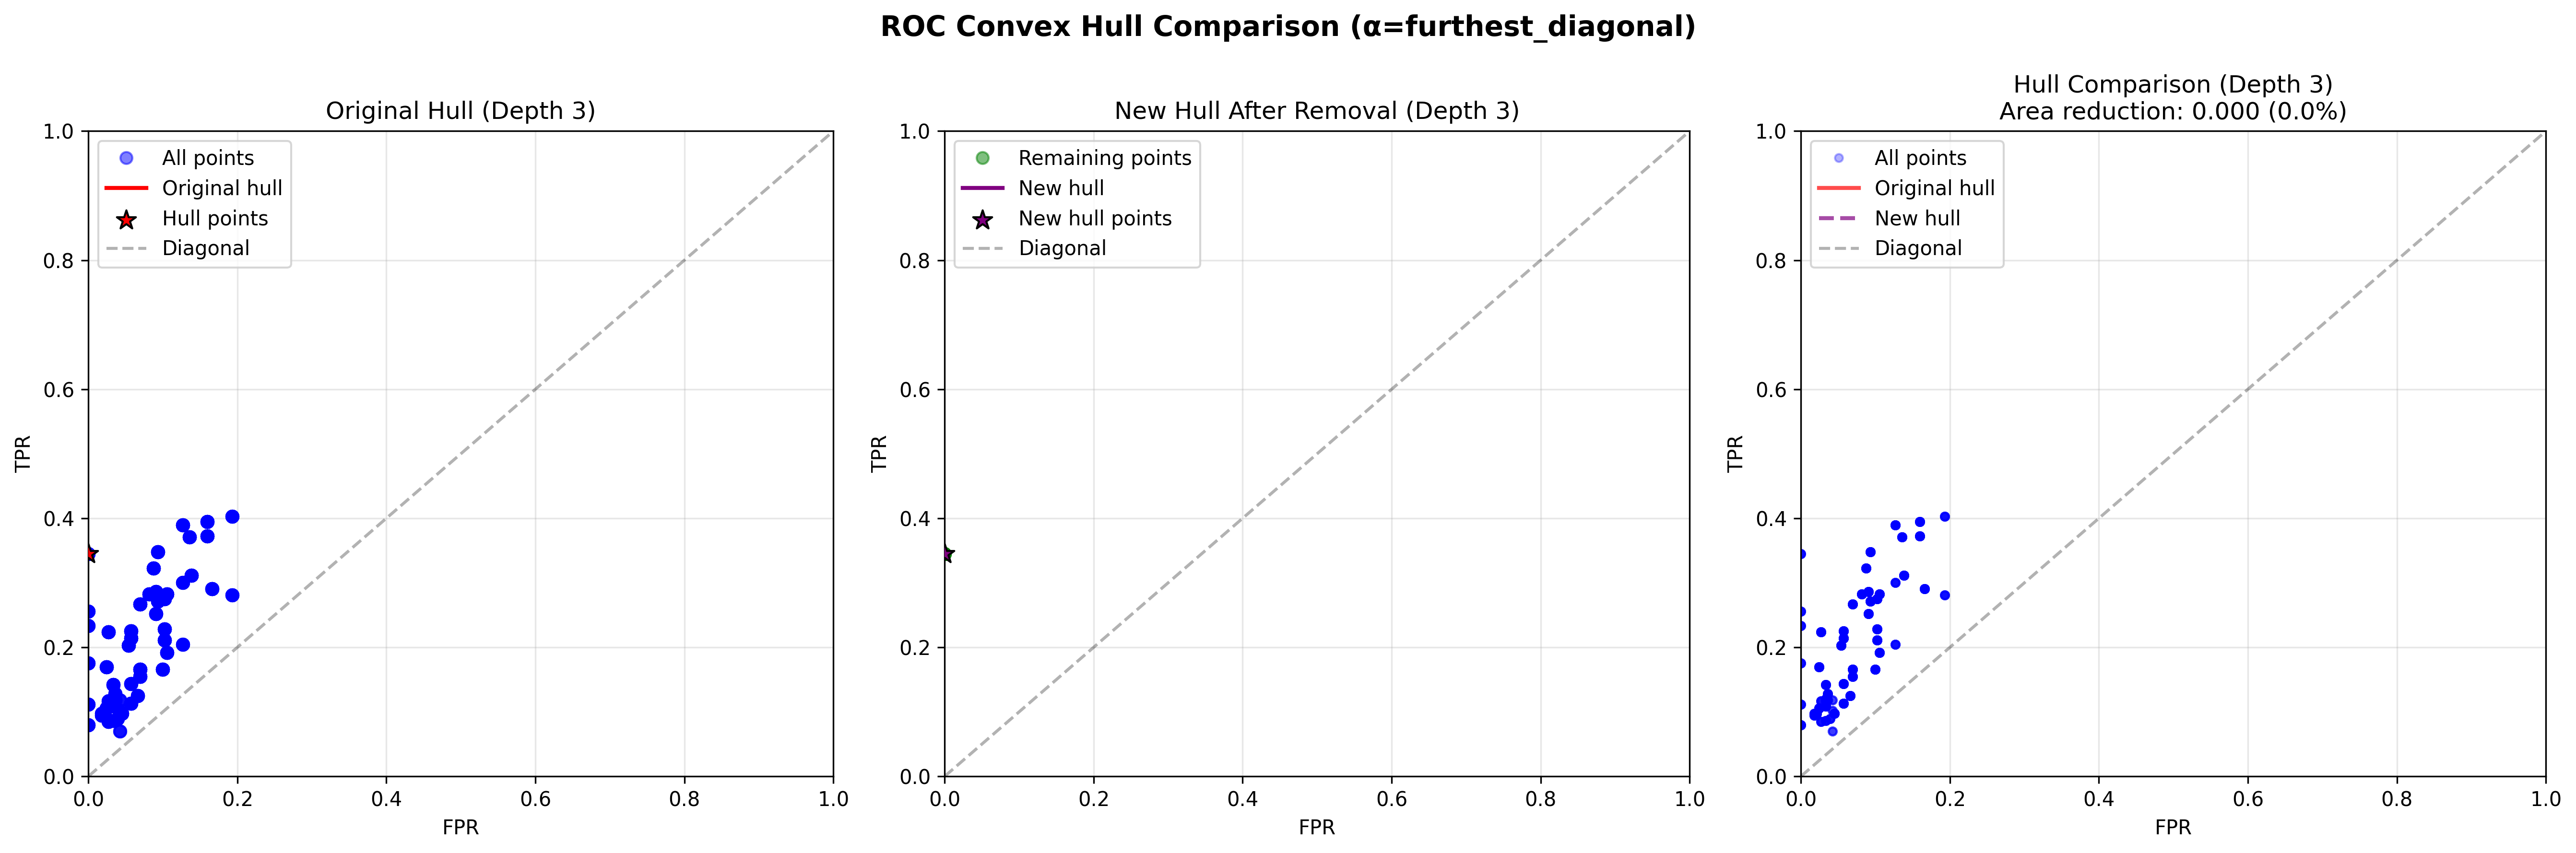 ROC Convex Hull Comparison (α=furthest_diagonal)
Original Hull (Depth 3)
1.0
0.8
0.6
0.4
0.2
0.0
TPR
All points
Original hull
Hull points
Diagonal
0.0 0.2 0.4 0.6 0.8 1.0
FPR
New Hull After Removal (Depth 3)
1.0
0.8
0.6
0.4
0.2
0.0
TPR
Remaining points
New hull
New hull points
Diagonal
0.0 0.2 0.4 0.6 0.8 1.0
FPR
Hull Comparison (Depth 3)
Area reduction: 0.000 (0.0%)
1.0
0.8
0.6
0.4
0.2
0.0
TPR
All points
Original hull
New hull
Diagonal
0.0 0.2 0.4 0.6 0.8 1.0
FPR